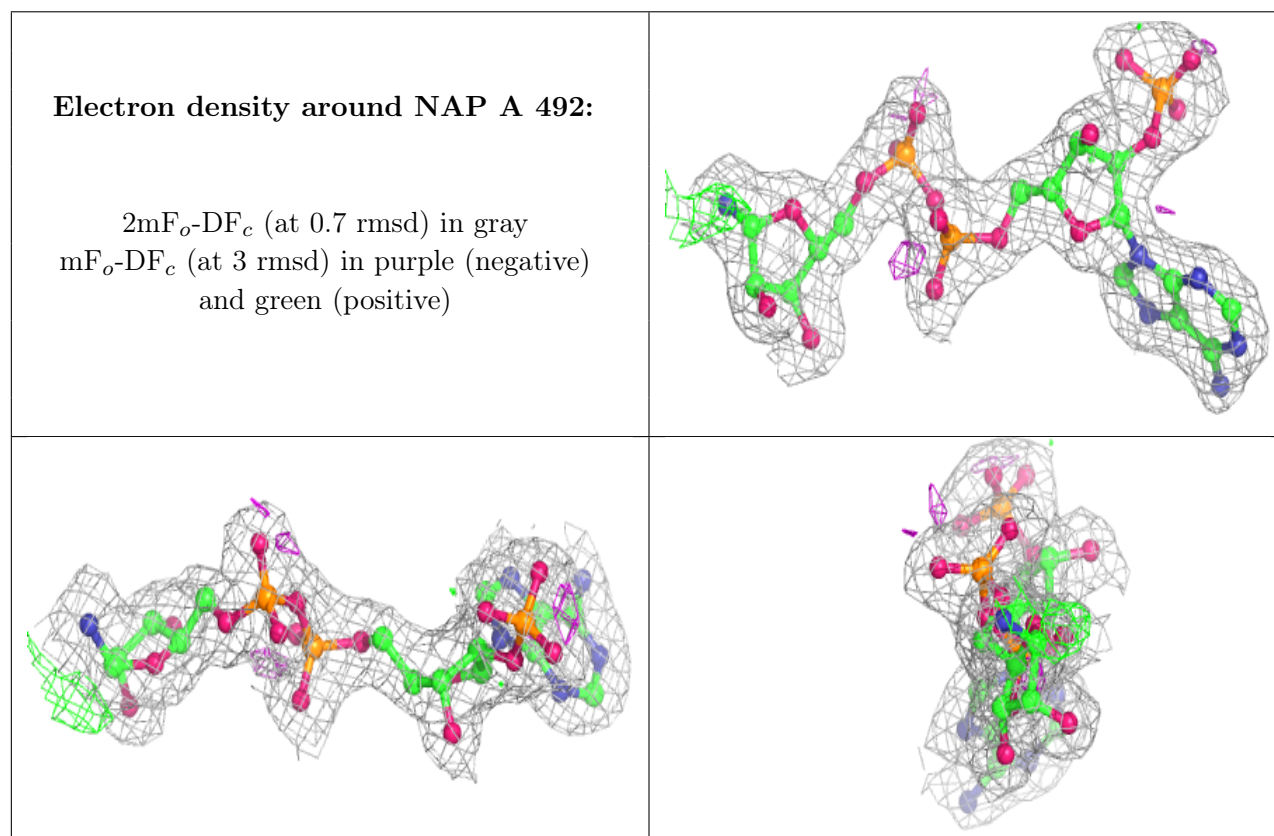 Electron density around NAP A 492:
2mFo-DFc (at 0.7 rmsd) in gray
mFo-DFc (at 3 rmsd) in purple (negative)
and green (positive)